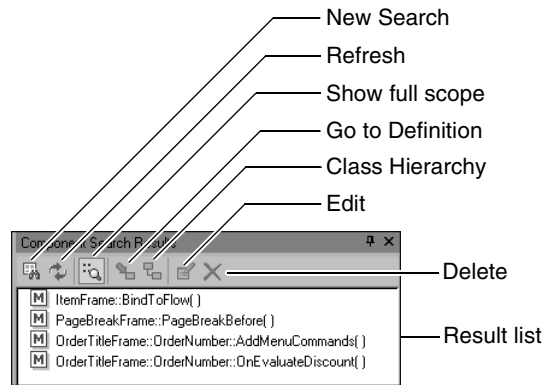 New Search
Refresh
Show full scope
Go to Definition
Class Hierarchy
Edit
Component Search Results
Delete
M ItemFrame::BindToFlow( )
M PageBreakFrame::PageBreakBefore( )
M OrderTitleFrame::OrderNumber::AddMenuCommands( )
M OrderTitleFrame::OrderNumber::OnEvaluateDiscount( )
Result list